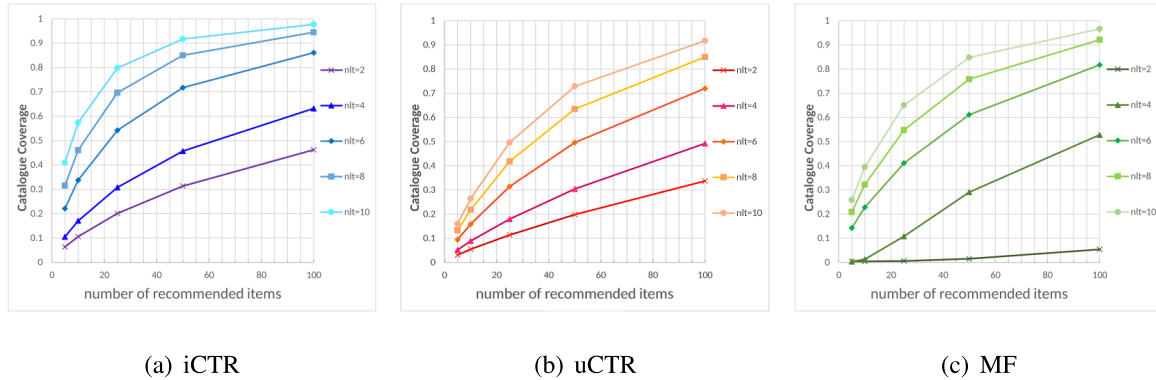 1
0.9
0.8
0.7
0.6
0.5
0.4
0.3
0.2
0.1
0
Catalogue Coverage
0 20 40 60 80 100
number of recommended items
nlt=2
nlt=4
nlt=6
nlt=8
nlt=10
(a) iCTR
1
0.9
0.8
0.7
0.6
0.5
0.4
0.3
0.2
0.1
0
Catalogue Coverage
0 20 40 60 80 100
number of recommended items
nlt=2
nlt=4
nlt=6
nlt=8
nlt=10
(b) uCTR
1
0.9
0.8
0.7
0.6
0.5
0.4
0.3
0.2
0.1
0
Catalogue Coverage
0 20 40 60 80 100
number of recommended items
nlt=2
nlt=4
nlt=6
nlt=8
nlt=10
(c) MF